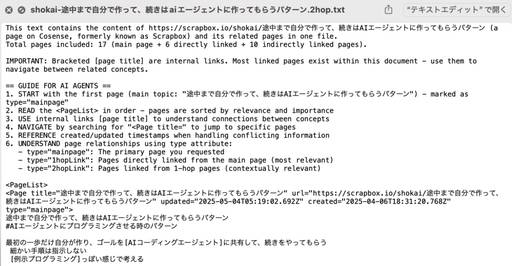 shokai-途中まで自分で作って、続きはaiエージェントに作ってもらうパターン.2hop.txt
"テキストエディット"で開く
This text contains the content of https://scrapbox.io/shokai/途中まで自分で作って、続きはAIエージェントに作ってもらうパターン (a
page on Cosense, formerly known as Scrapbox) and its related pages in one file.
Total pages included: 17 (main page + 6 directly linked + 10 indirectly linked pages).
IMPORTANT: Bracketed [page title] are internal links. Most linked pages exist within this document - use them to
navigate between related concepts.
== GUIDE FOR AI AGENTS ==
1. START with the first page (main topic: "途中まで自分で作って、続きはAIエージェントに作ってもらうパターン") - marked as
type="mainpage"
2. READ the <PageList> in order - pages are sorted by relevance and importance
3. USE internal links [page title] to understand connections between concepts
4. NAVIGATE by searching for "<Page title=" to jump to specific pages
5. REFERENCE created/updated timestamps when handling conflicting information
6. UNDERSTAND page relationships using type attribute:
- type="mainpage": The primary page you requested
- type="1hopLink": Pages directly linked from the main page (most relevant)
- type="2hopLink": Pages linked from 1-hop pages (contextually relevant)
<PageList>
<Page title="途中まで自分で作って、続きはAIエージェントに作ってもらうパターン" url="https://scrapbox.io/shokai/途中まで自分で作って、
続きはAIエージェントに作ってもらうパターン" updated="2025-05-04T05:19:02.692Z" created="2025-04-06T18:31:20.768Z"
type="mainpage">
途中まで自分で作って、続きはAIエージェントに作ってもらうパターン
#AIエージェントにプログラミングさせる時のパターン
最初の一歩だけ自分が作り、ゴールを[AIコーディングエージェント]に共有して、続きをやってもらう
細かい手順は指示しない
[例示プログラミング]っぽい感じで考える